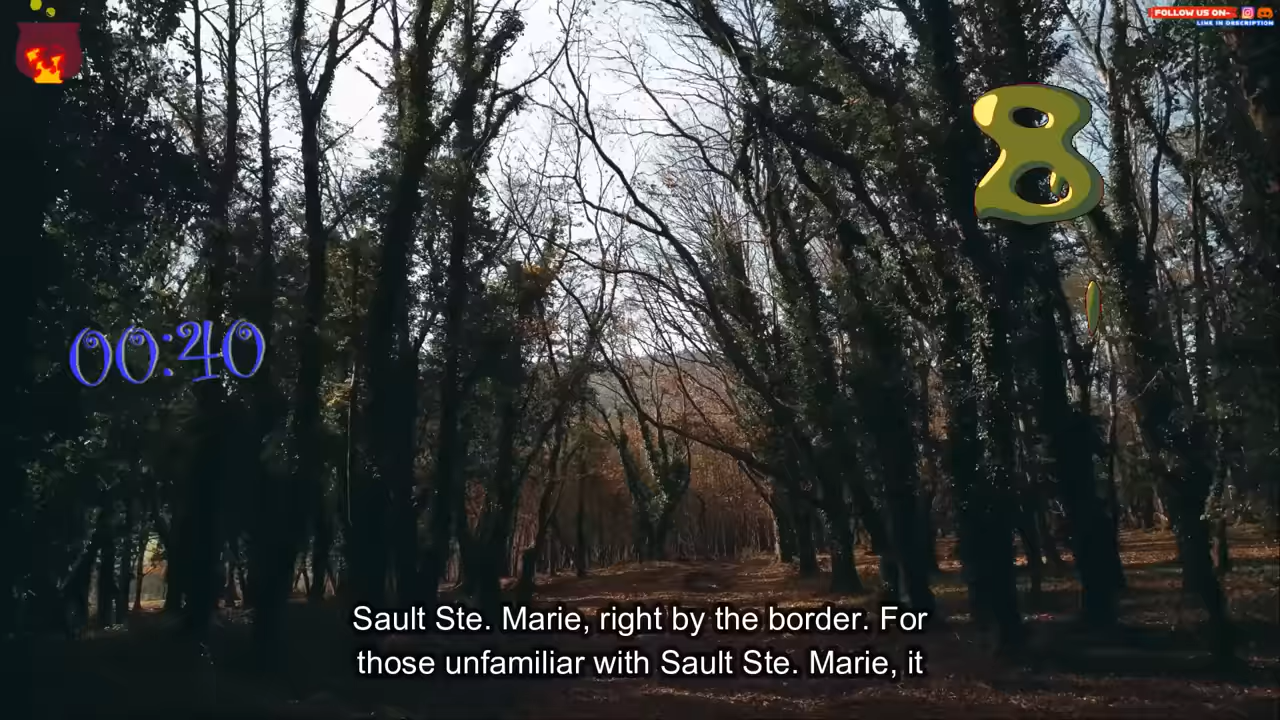 FOLLOW US ON-
LINK IN DISCRIPTION
8
00:40
Sault Ste. Marie, right by the border. For
those unfamiliar with Sault Ste. Marie, it